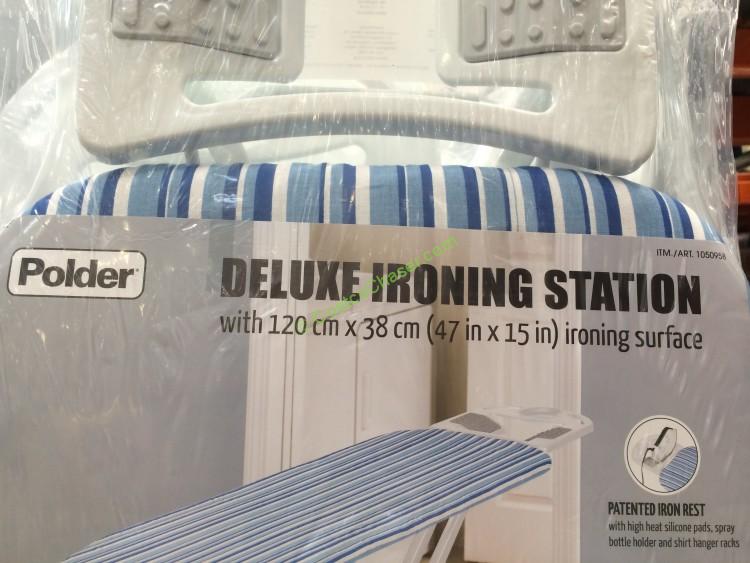 ITM./ART. 1050958
Polder®
DELUXE IRONING STATION
with 120 cm x 38 cm (47 in x 15 in) ironing surface
PATENTED IRON REST
with high heat silicone pads, spray
bottle holder and shirt hanger racks